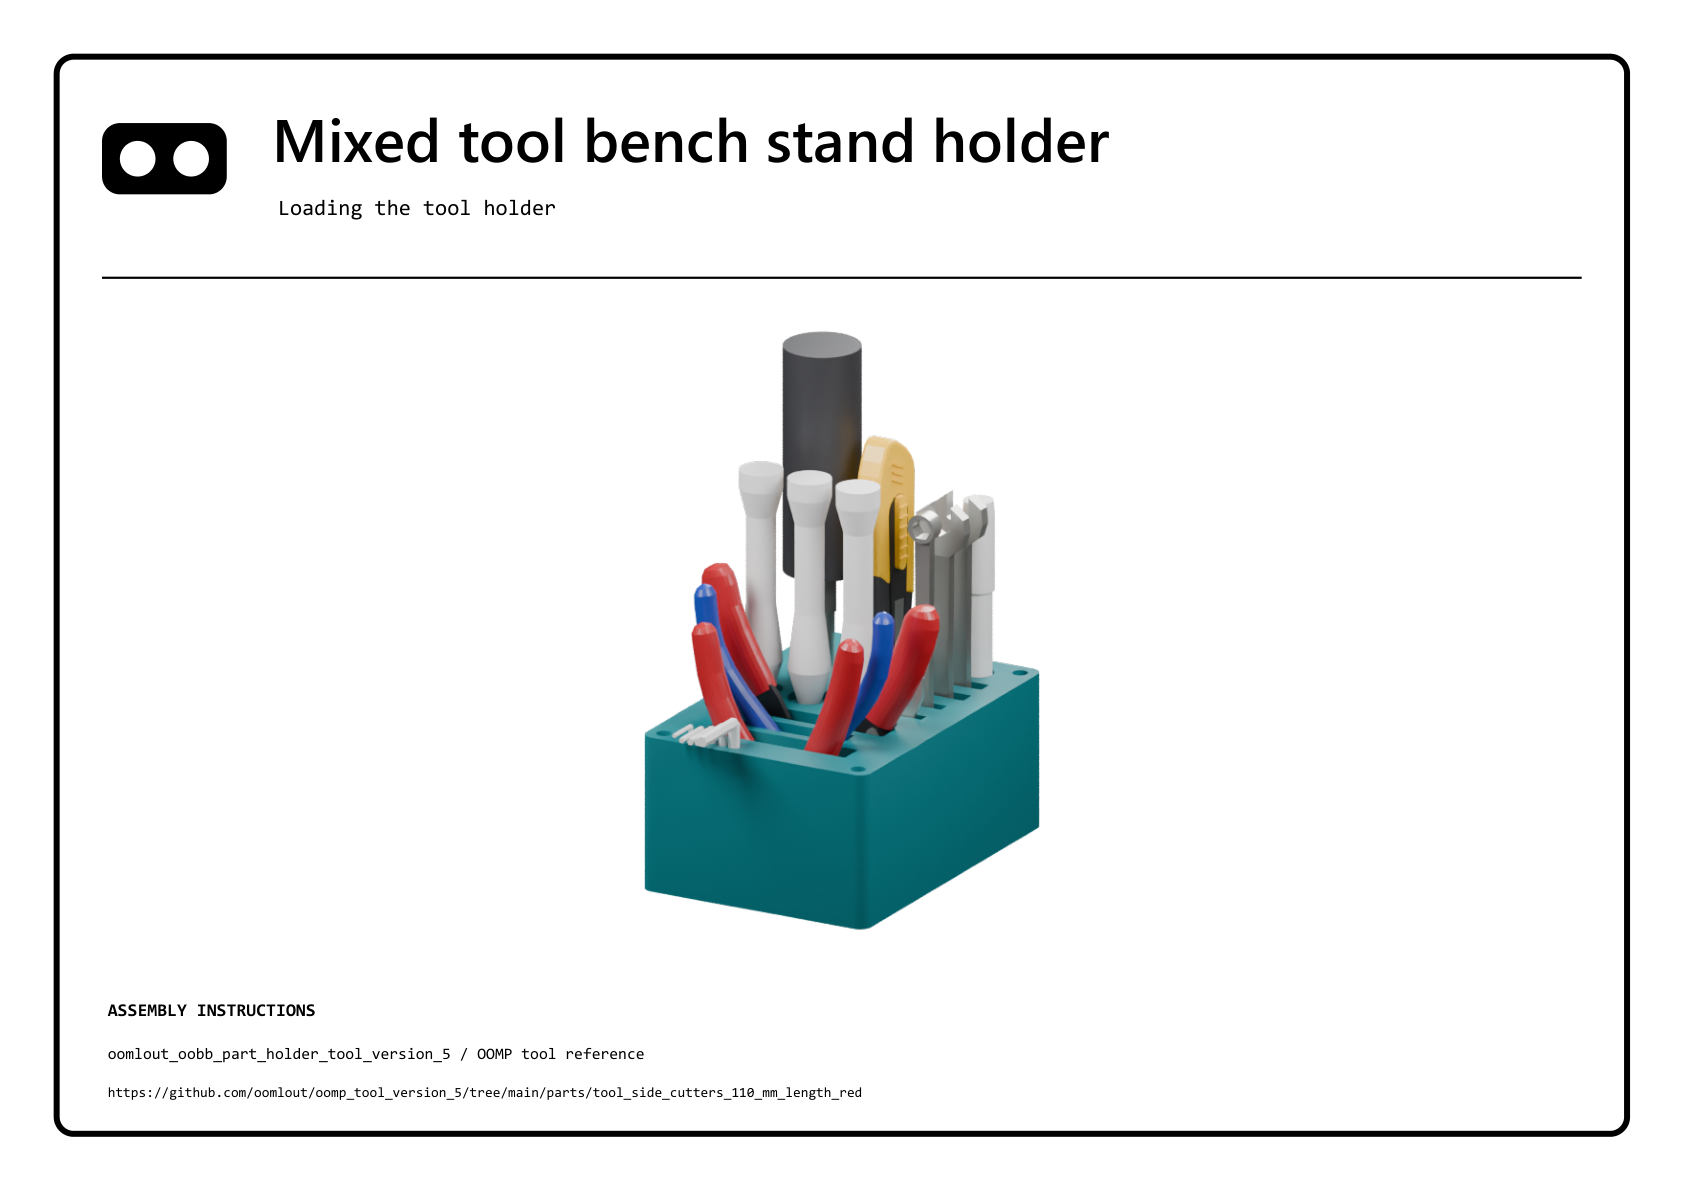 Mixed tool bench stand holder
Loading the tool holder
ASSEMBLY INSTRUCTIONS
oomlout_oobb_part_holder_tool_version_5 / OOMP tool reference
https://github.com/oomlout/oomp_tool_version_5/tree/main/parts/tool_side_cutters_110_mm_length_red